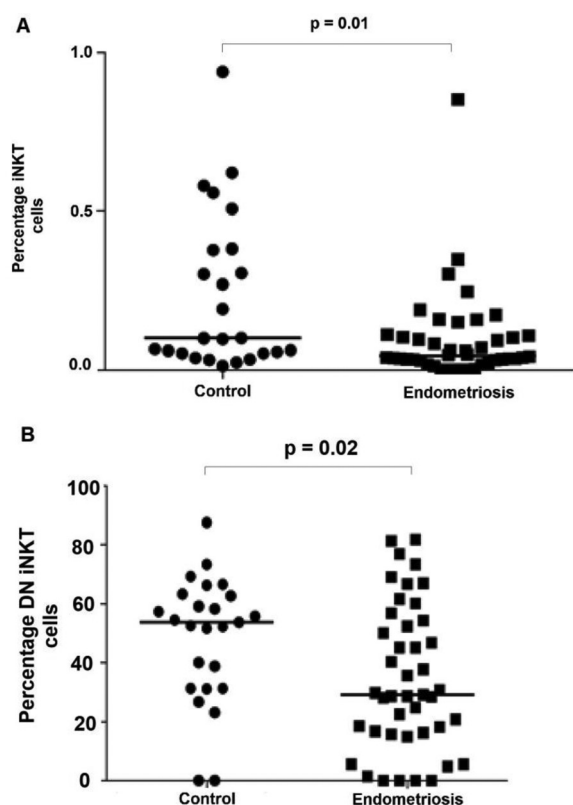 A
p = 0.01
Percentage iNKT
cells
1.0
0.5
0.0
Control
Endometriosis
B
p = 0.02
Percentage DN iNKT
cells
100
80
60
40
20
0
Control
Endometriosis